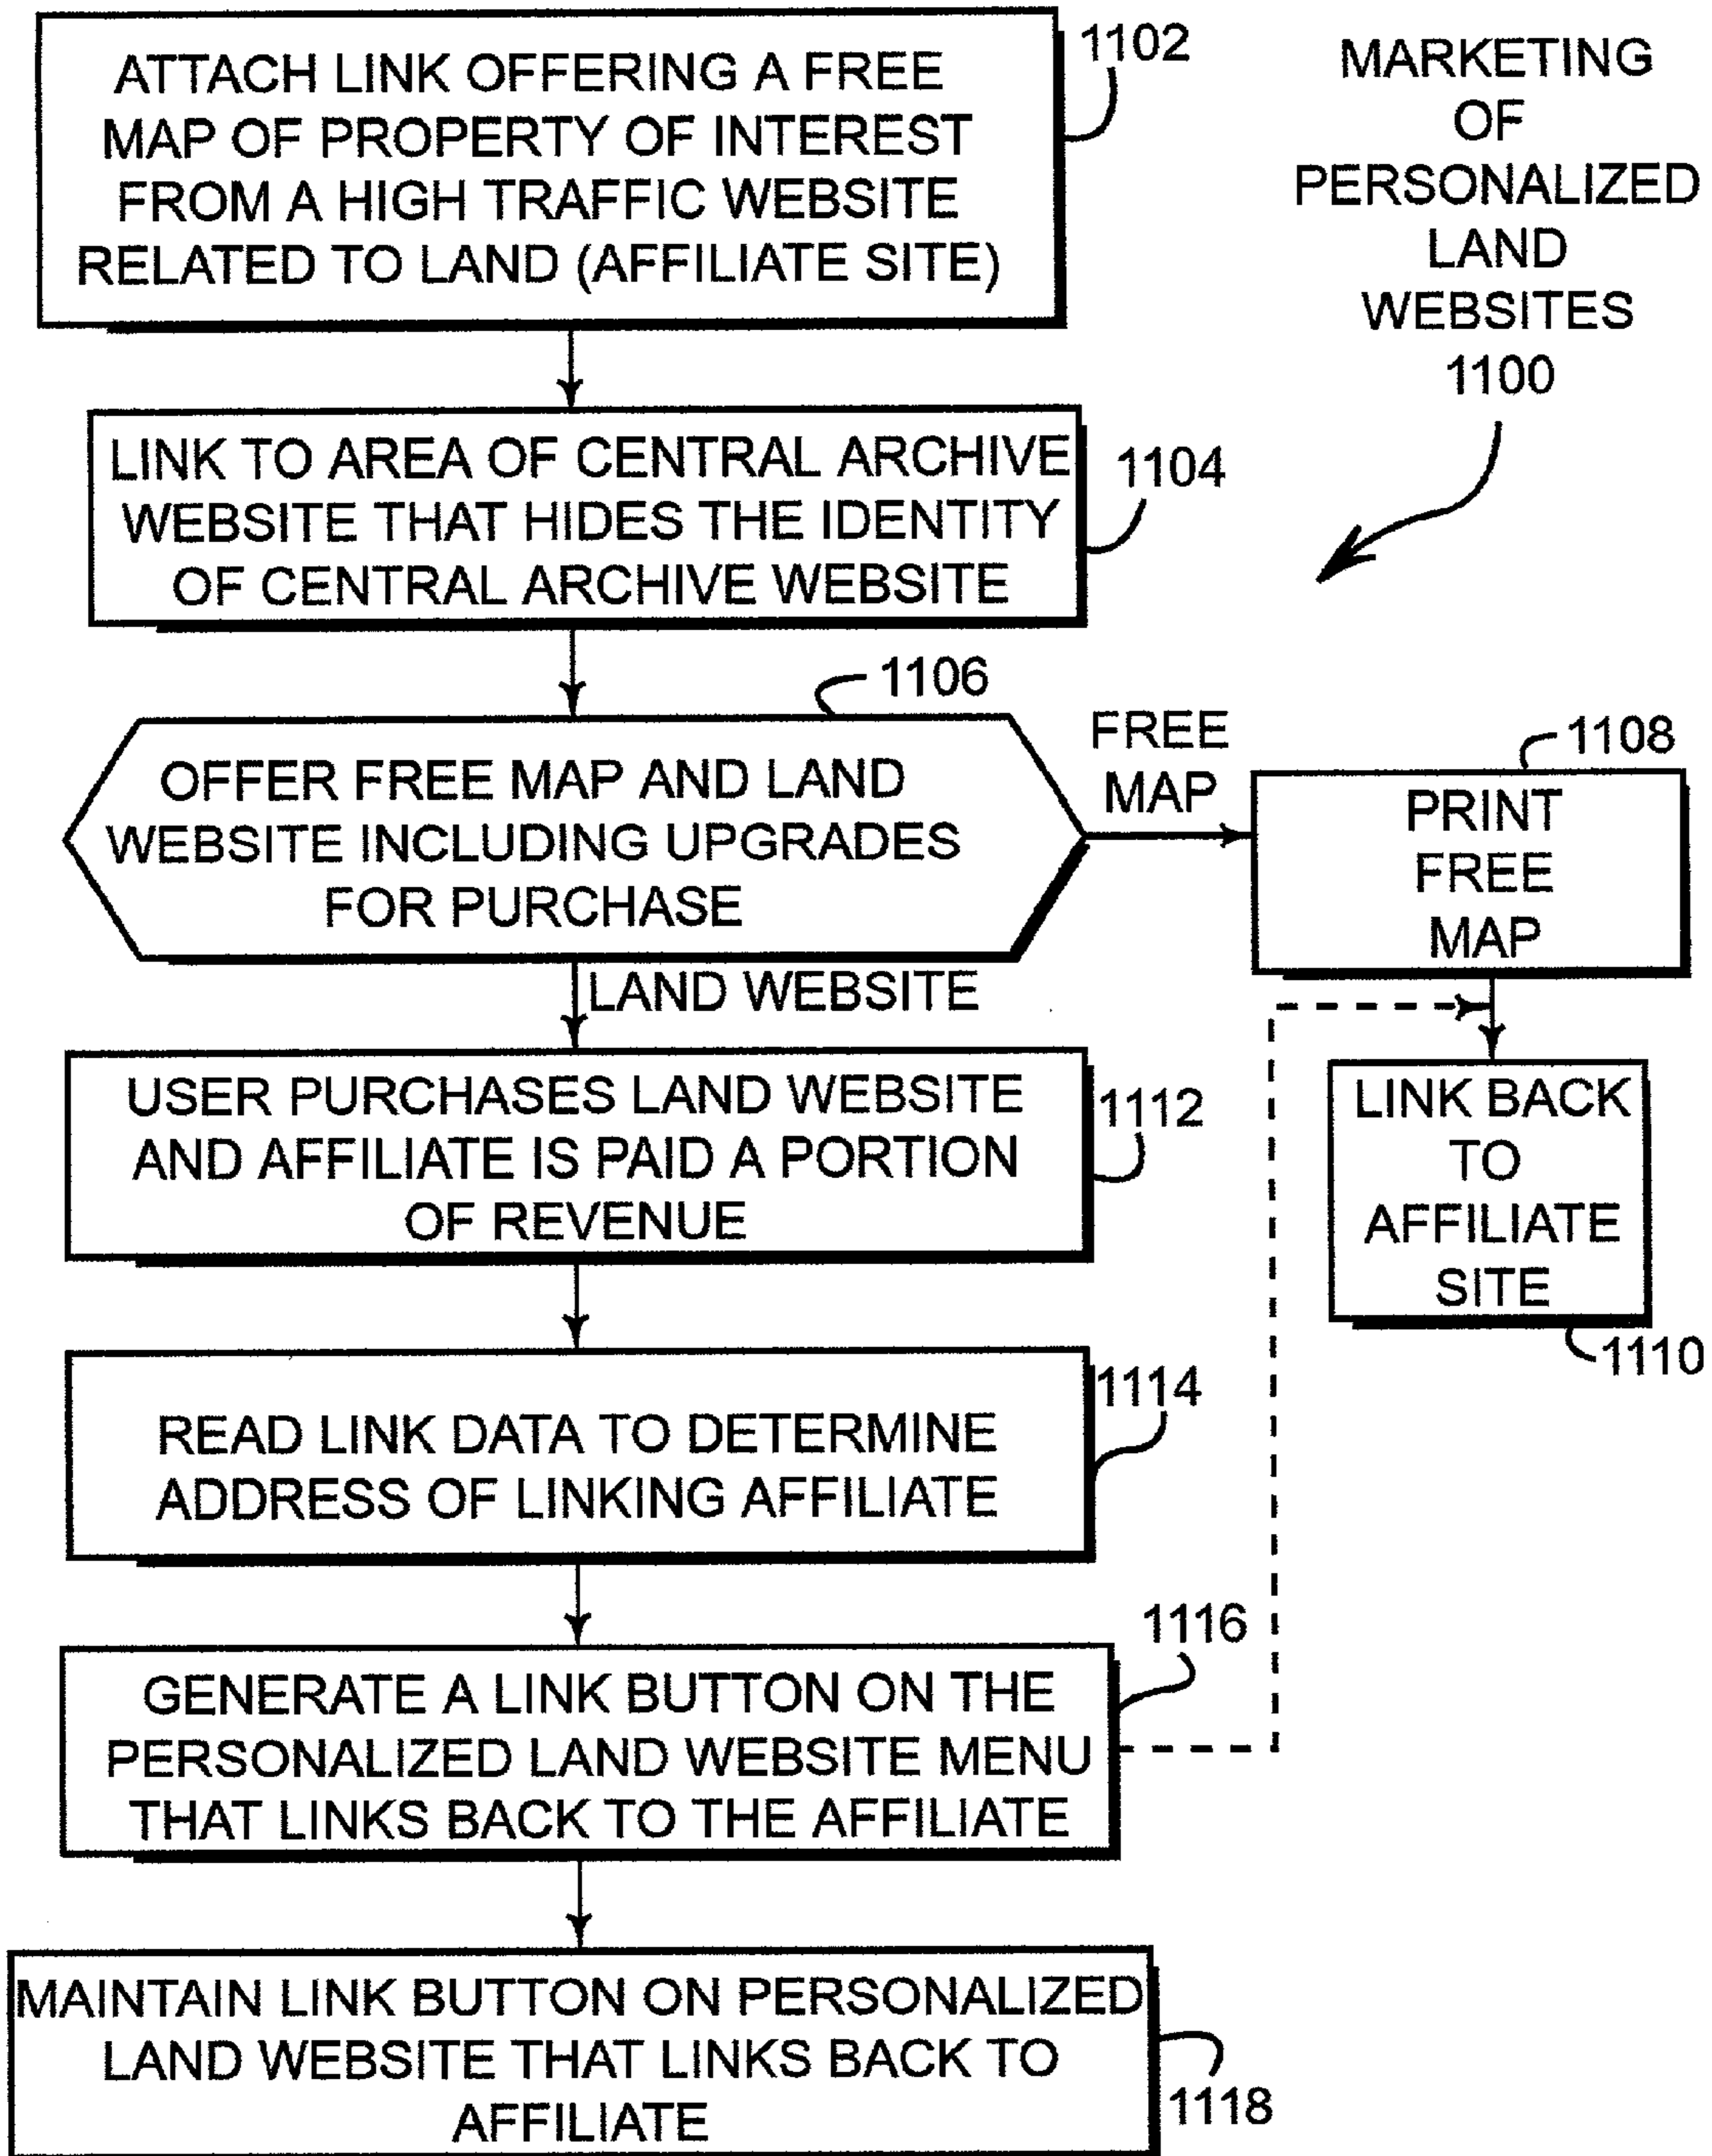 ATTACH LINK OFFERING A FREE
MAP OF PROPERTY OF INTEREST
FROM A HIGH TRAFFIC WEBSITE
RELATED TO LAND (AFFILIATE SITE)
1102
MARKETING
OF
PERSONALIZED
LAND
WEBSITES
1100
LINK TO AREA OF CENTRAL ARCHIVE
WEBSITE THAT HIDES THE IDENTITY
OF CENTRAL ARCHIVE WEBSITE
1104
1106
OFFER FREE MAP AND LAND
WEBSITE INCLUDING UPGRADES
FOR PURCHASE
FREE
MAP
1108
PRINT
FREE
MAP
LAND WEBSITE
LINK BACK
TO
AFFILIATE
SITE
1110
USER PURCHASES LAND WEBSITE
AND AFFILIATE IS PAID A PORTION
OF REVENUE
1112
READ LINK DATA TO DETERMINE
ADDRESS OF LINKING AFFILIATE
1114
GENERATE A LINK BUTTON ON THE
PERSONALIZED LAND WEBSITE MENU
THAT LINKS BACK TO THE AFFILIATE
1116
MAINTAIN LINK BUTTON ON PERSONALIZED
LAND WEBSITE THAT LINKS BACK TO
AFFILIATE
1118